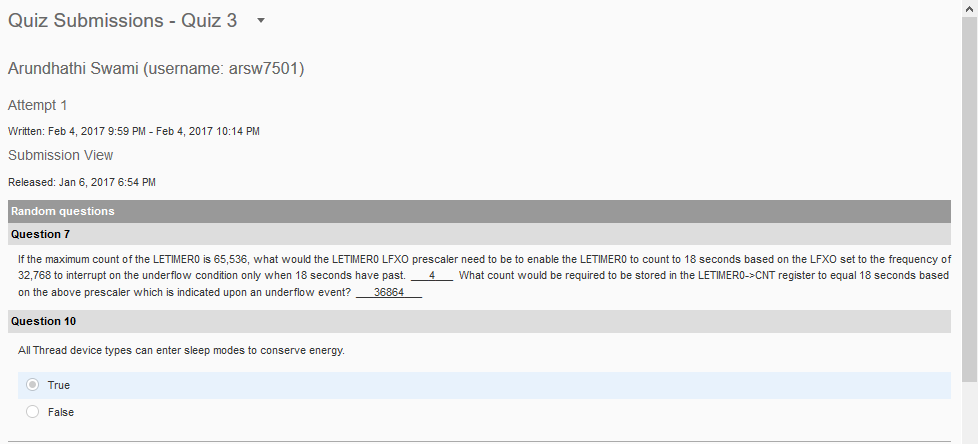 Quiz Submissions - Quiz 3
Arundhathi Swami (username: arsw7501)
Attempt 1
Written: Feb 4, 2017 9:59 PM - Feb 4, 2017 10:14 PM
Submission View
Released: Jan 6, 2017 6:54 PM
Random questions
Question 7
If the maximum count of the LETIMER0 is 65,536, what would the LETIMER0 LFXO prescaler need to be to enable the LETIMER0 to count to 18 seconds based on the LFXO set to the frequency of
32,768 to interrupt on the underflow condition only when 18 seconds have past. ___4___ What count would be required to be stored in the LETIMER0->CNT register to equal 18 seconds based
on the above prescaler which is indicated upon an underflow event? ___36864___
Question 10
All Thread device types can enter sleep modes to conserve energy.
True
False